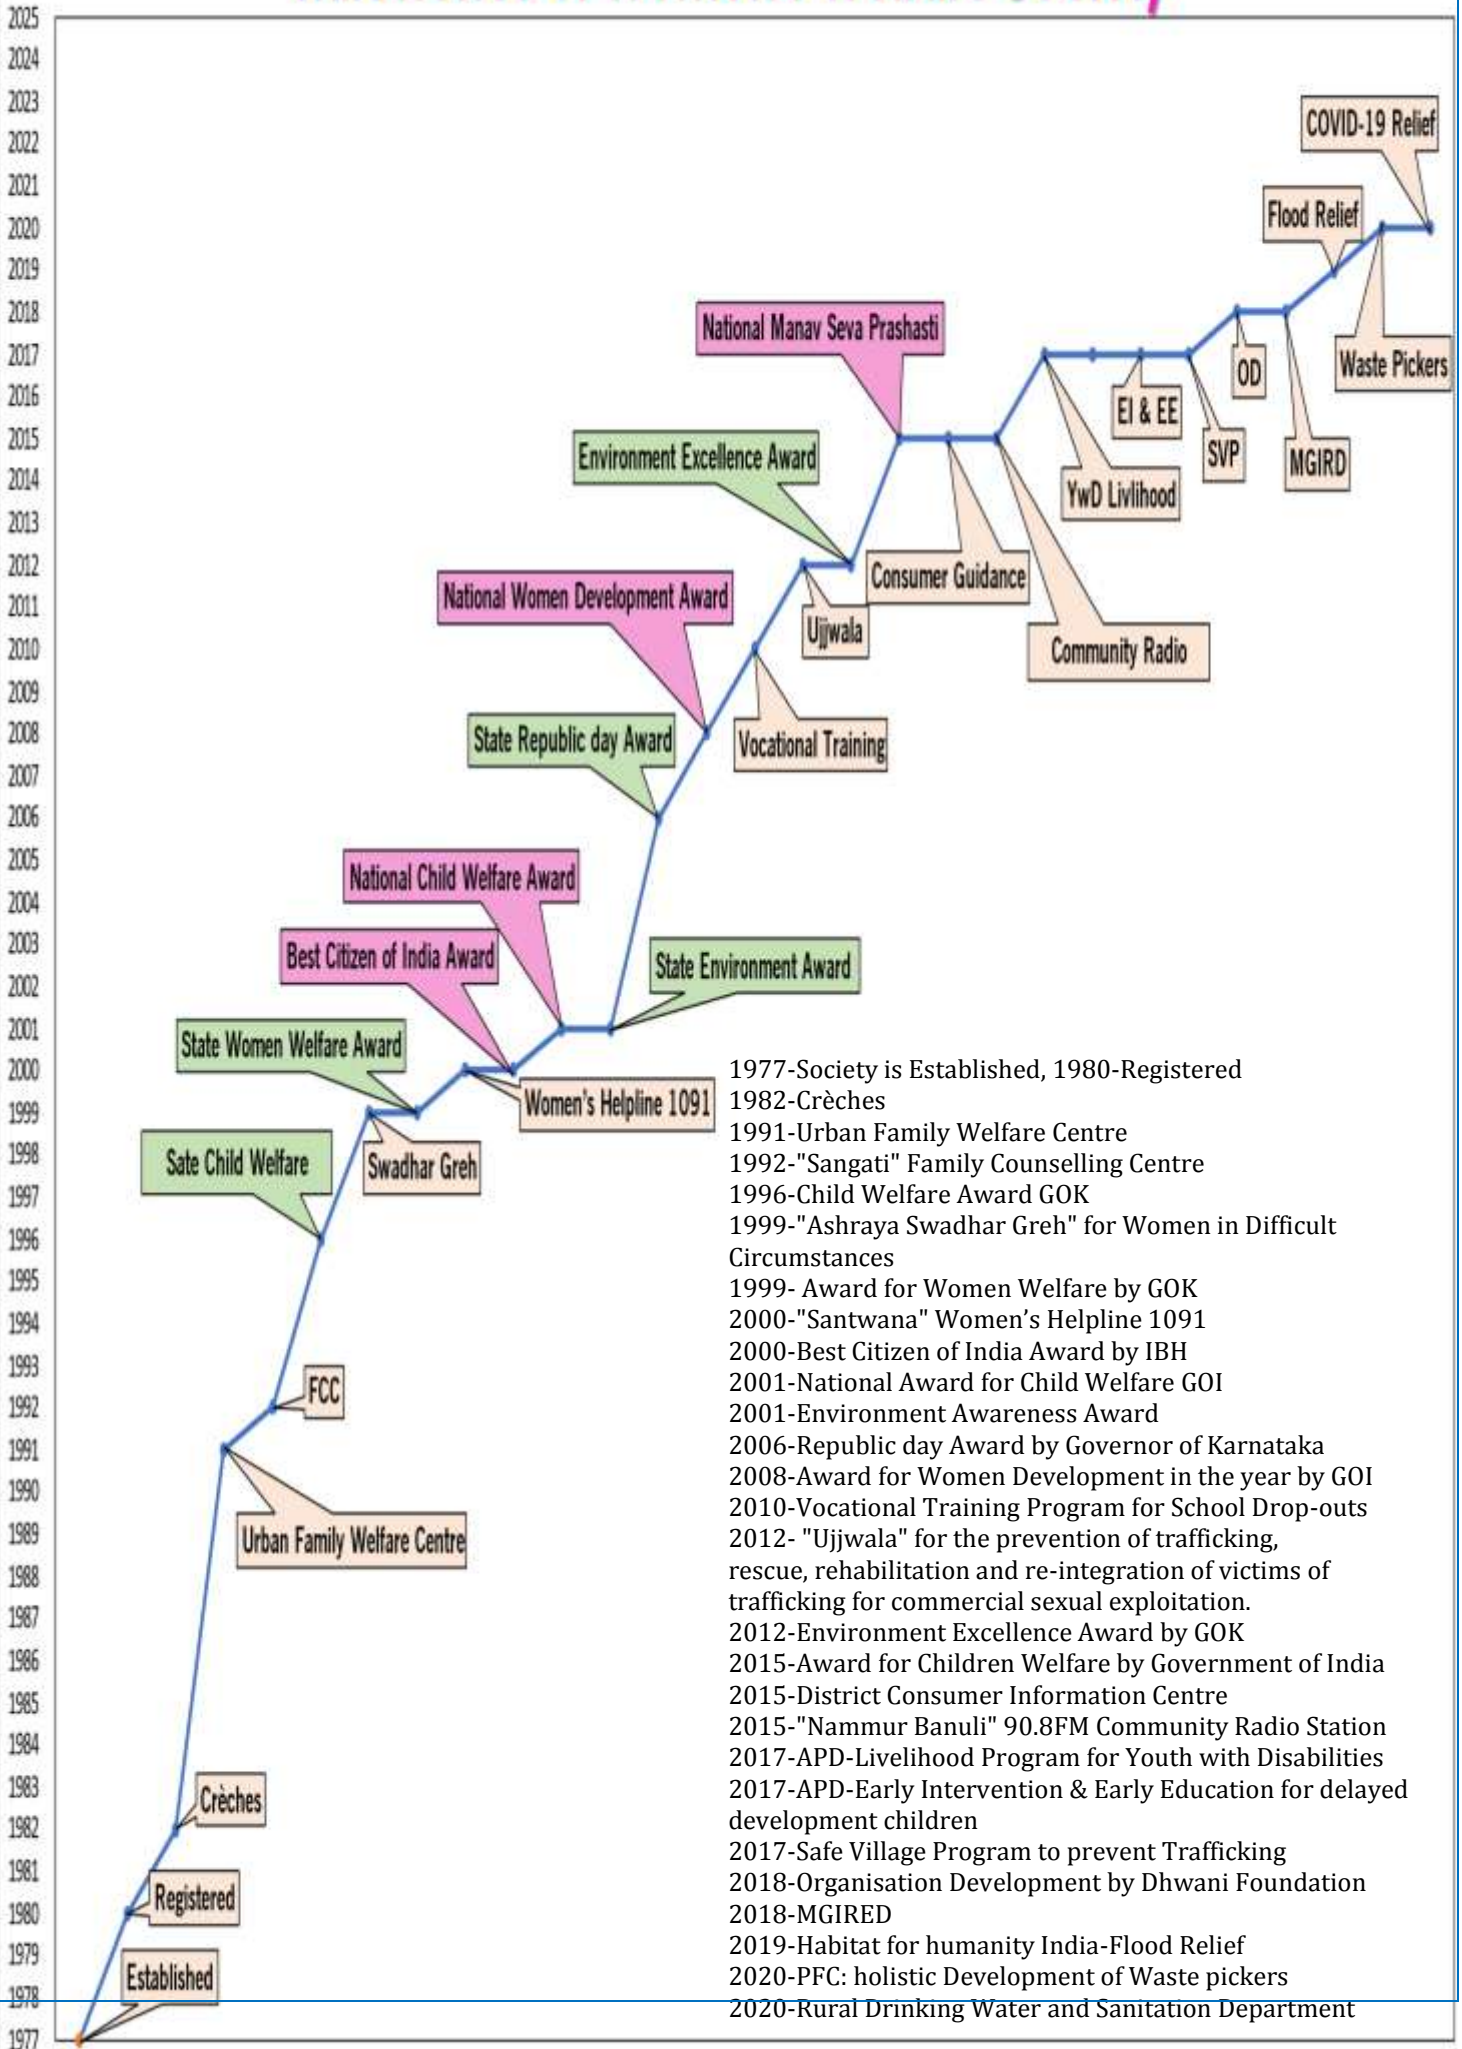 2025
2024
2023
2022
2021
2020
2019
2018
2017
2016
2015
2014
2013
2012
2011
2010
2009
2008
2007
2006
2005
2004
2003
2002
2001
2000
1999
1998
1997
1996
1995
1994
1993
1992
1991
1990
1989
1988
1987
1986
1985
1984
1983
1982
1981
1980
1979
1978
1977
COVID-19 Relief
Flood Relief
Waste Pickers
National Manav Seva Prashasti
OD
EI & EE
SVP
MGIRD
Environment Excellence Award
YwD Livlihood
Consumer Guidance
National Women Development Award
Ujjwala
Community Radio
State Republic day Award
Vocational Training
National Child Welfare Award
Best Citizen of India Award
State Environment Award
State Women Welfare Award
Women's Helpline 1091
Sate Child Welfare
Swadhar Greh
FCC
Urban Family Welfare Centre
Crèches
Registered
Established
1977-Society is Established, 1980-Registered
1982-Crèches
1991-Urban Family Welfare Centre
1992-"Sangati" Family Counselling Centre
1996-Child Welfare Award GOK
1999-"Ashraya Swadhar Greh" for Women in Difficult
Circumstances
1999- Award for Women Welfare by GOK
2000-"Santwana" Women’s Helpline 1091
2000-Best Citizen of India Award by IBH
2001-National Award for Child Welfare GOI
2001-Environment Awareness Award
2006-Republic day Award by Governor of Karnataka
2008-Award for Women Development in the year by GOI
2010-Vocational Training Program for School Drop-outs
2012- "Ujjwala" for the prevention of trafficking,
rescue, rehabilitation and re-integration of victims of
trafficking for commercial sexual exploitation.
2012-Environment Excellence Award by GOK
2015-Award for Children Welfare by Government of India
2015-District Consumer Information Centre
2015-"Nammur Banuli" 90.8FM Community Radio Station
2017-APD-Livelihood Program for Youth with Disabilities
2017-APD-Early Intervention & Early Education for delayed
development children
2017-Safe Village Program to prevent Trafficking
2018-Organisation Development by Dhwani Foundation
2018-MGIRED
2019-Habitat for humanity India-Flood Relief
2020-PFC: holistic Development of Waste pickers
2020-Rural Drinking Water and Sanitation Department